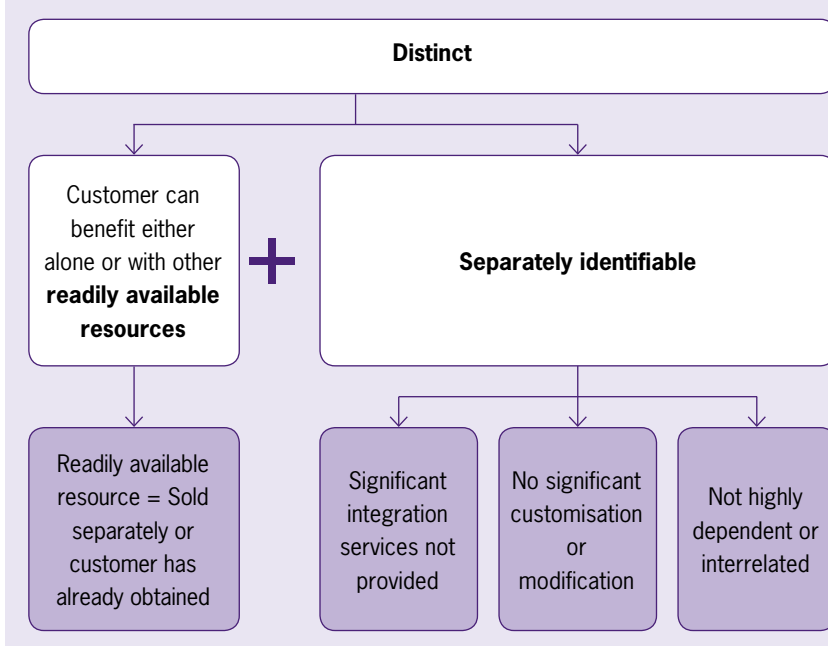 Distinct
Customer can
benefit either
alone or with other
readily available
resources
+
Separately identifiable
Readily available
resource = Sold
separately or
customer has
already obtained
Significant
integration
services not
provided
No significant
customisation
or
modification
Not highly
dependent or
interrelated